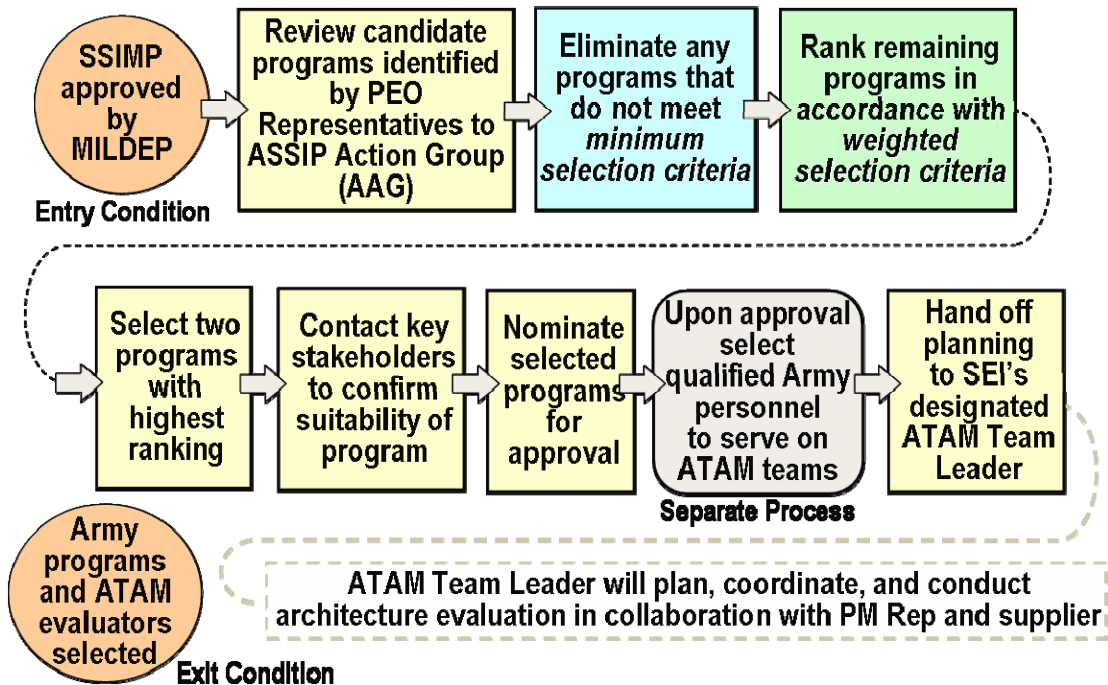 SSIMP
approved
by
MILDEP
Entry Condition
Review candidate
programs identified
by PEO
Representatives to
ASSIP Action Group
(AAG)
Eliminate any
programs that
do not meet
minimum
selection criteria
Rank remaining
programs in
accordance with
weighted
selection criteria
Select two
programs
with
highest
ranking
Contact key
stakeholders
to confirm
suitability of
program
Nominate
selected
programs
for
approval
Upon approval
select
qualified Army
personnel
to serve on
ATAM teams
Separate Process
Hand off
planning
to SEI's
designated
ATAM Team
Leader
Army
programs
and ATAM
evaluators
selected
Exit Condition
ATAM Team Leader will plan, coordinate, and conduct
architecture evaluation in collaboration with PM Rep and supplier